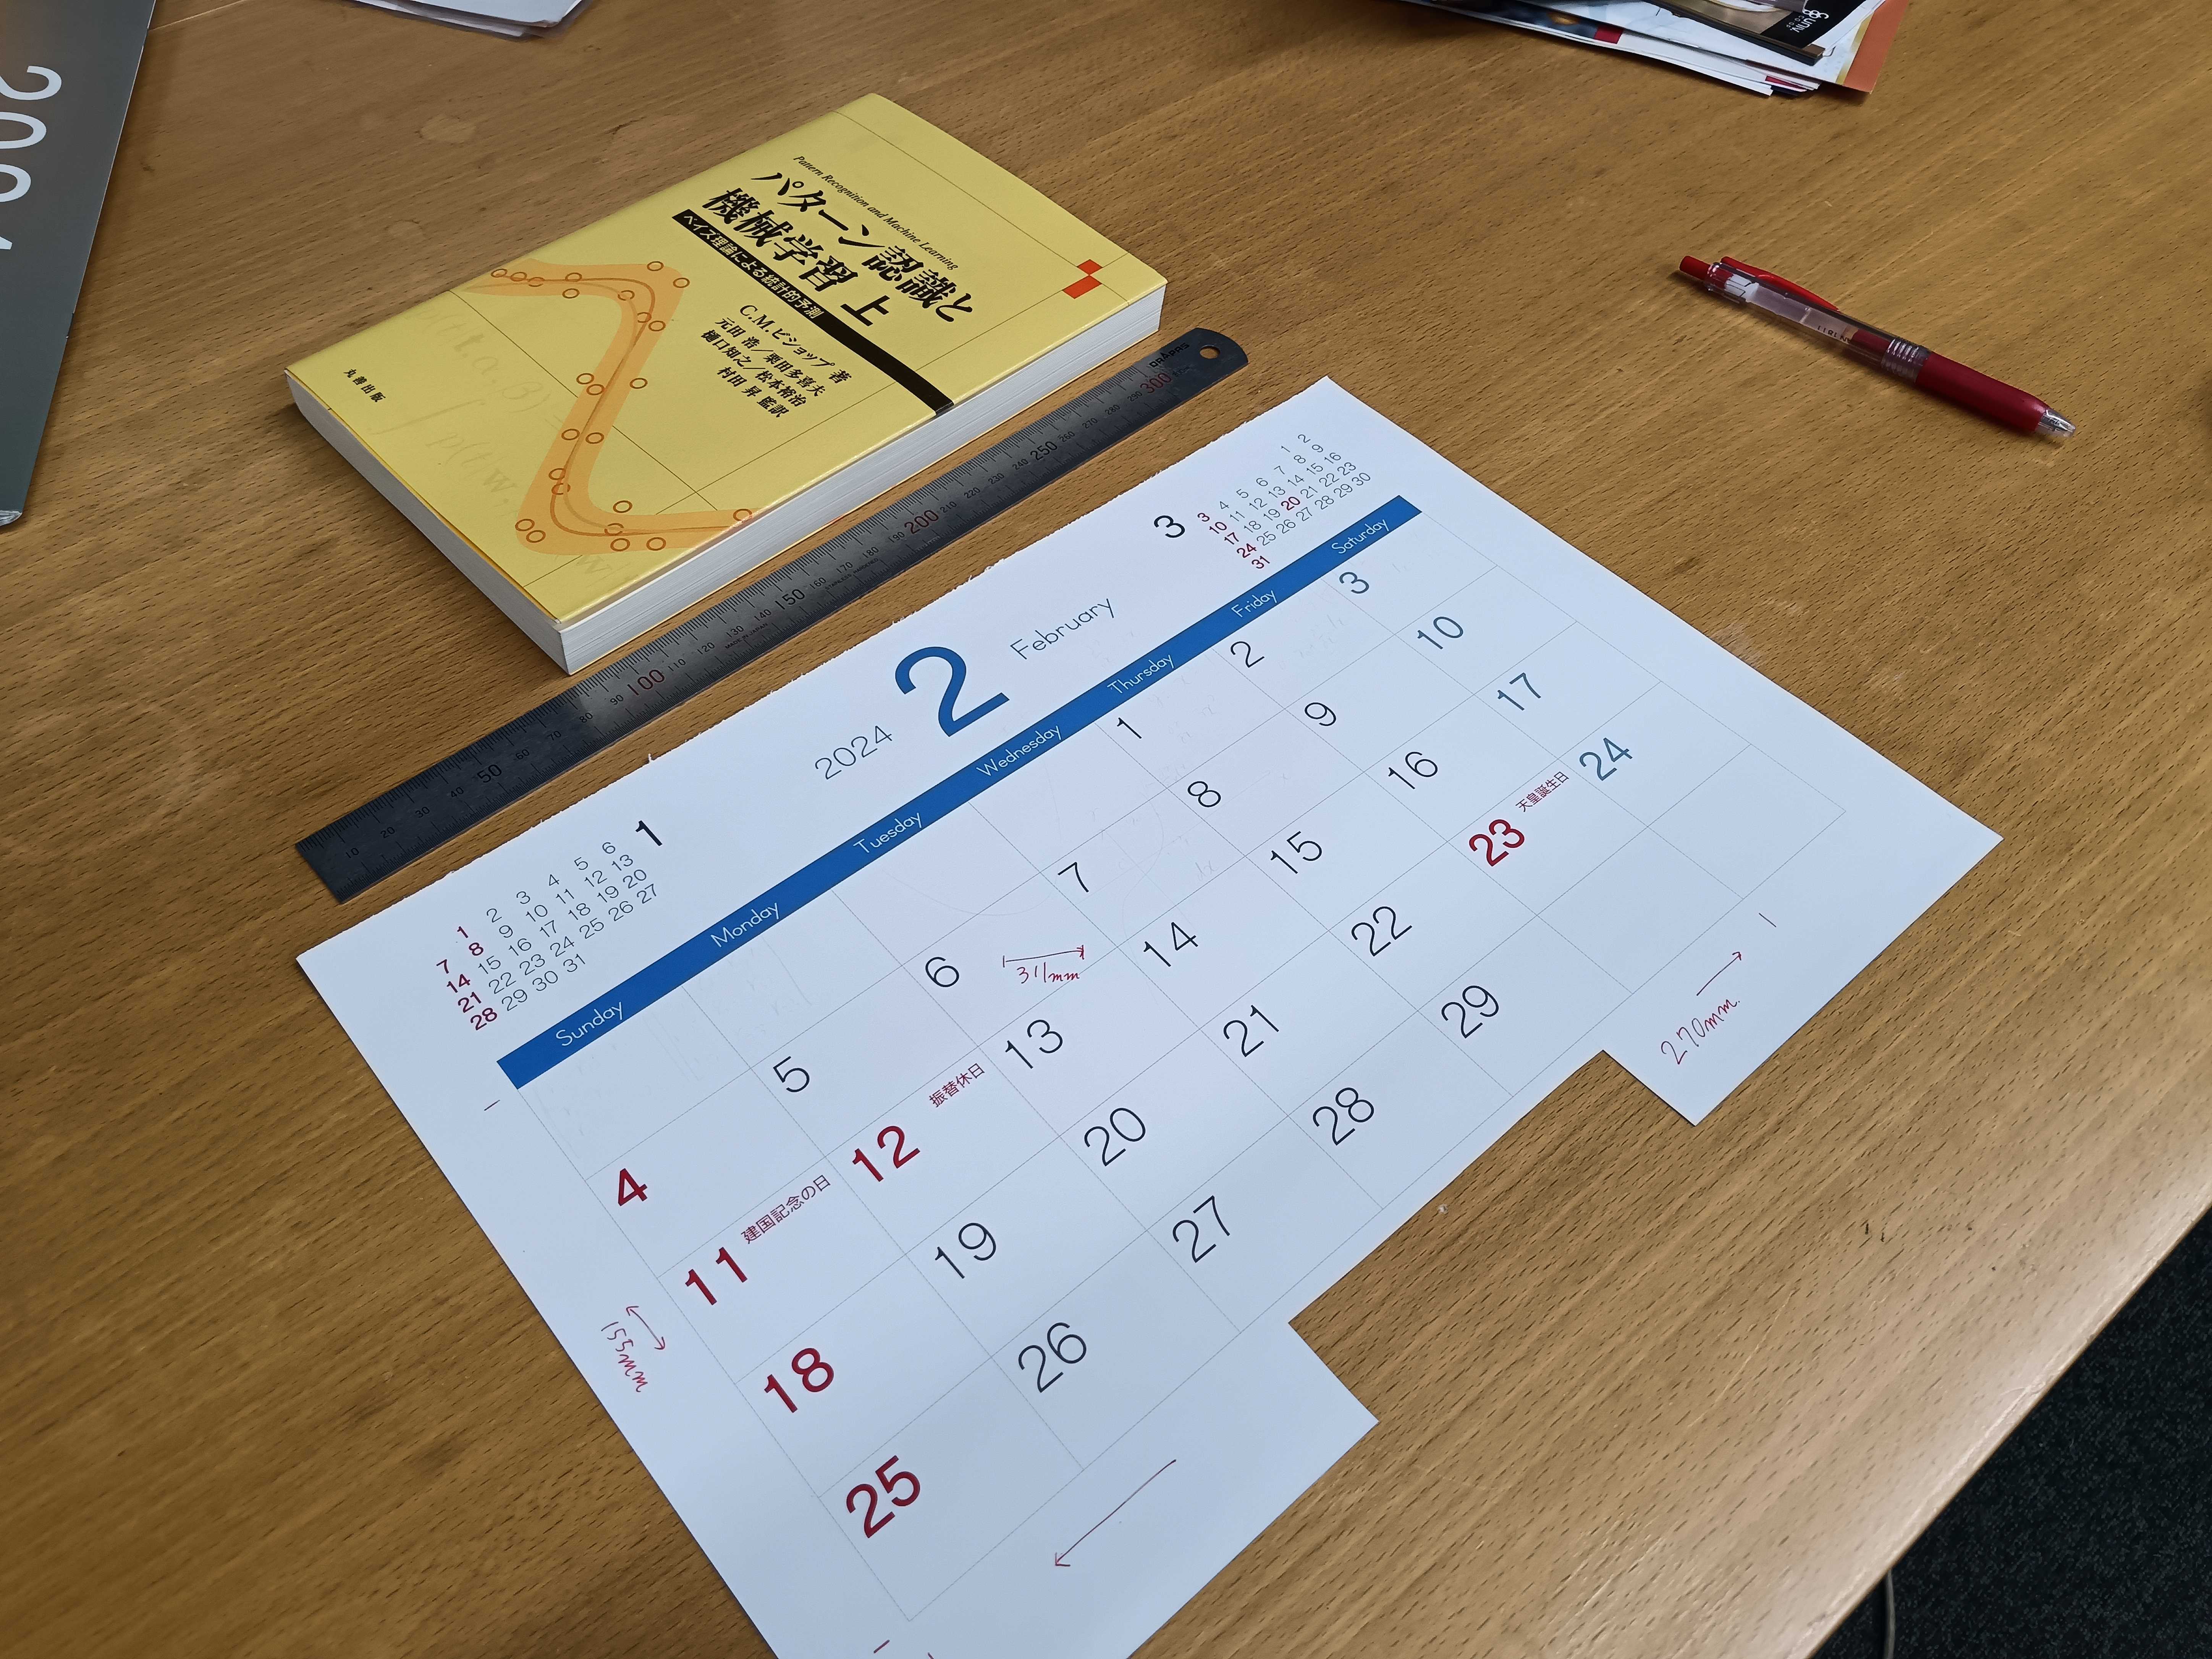 2024
Pattern Recognition and Machine Learning
パターン認識と
機械学習 上
ベイズ理論による統計的予測
C.M.ビショップ 著
元田 浩/栗田多喜夫
樋口知之/松本裕治
村田 昇 監訳
丸善出版
10 20 30 40 50 60 70 80 90 100 110 120 130 140 150 160 170 180 190 200 210 220 230 240 250 260 270 280 290 300
MADE IN JAPAN
STAINLESS HARDENED
1
1 2 3 4 5 6
7 8 9 10 11 12 13
14 15 16 17 18 19 20
21 22 23 24 25 26 27
28 29 30 31
2024 2 February
3
1 2
3 4 5 6 7 8 9
10 11 12 13 14 15 16
17 18 19 20 21 22 23
24 25 26 27 28 29 30
31
Sunday Monday Tuesday Wednesday Thursday Friday Saturday
1 2 3
4 5 6 7 8 9 10
311mm
11 建国記念の日 12 振替休日 13 14 15 16 17
18 19 20 21 22 23 天皇誕生日 24
25 26 27 28 29
155mm
270mm